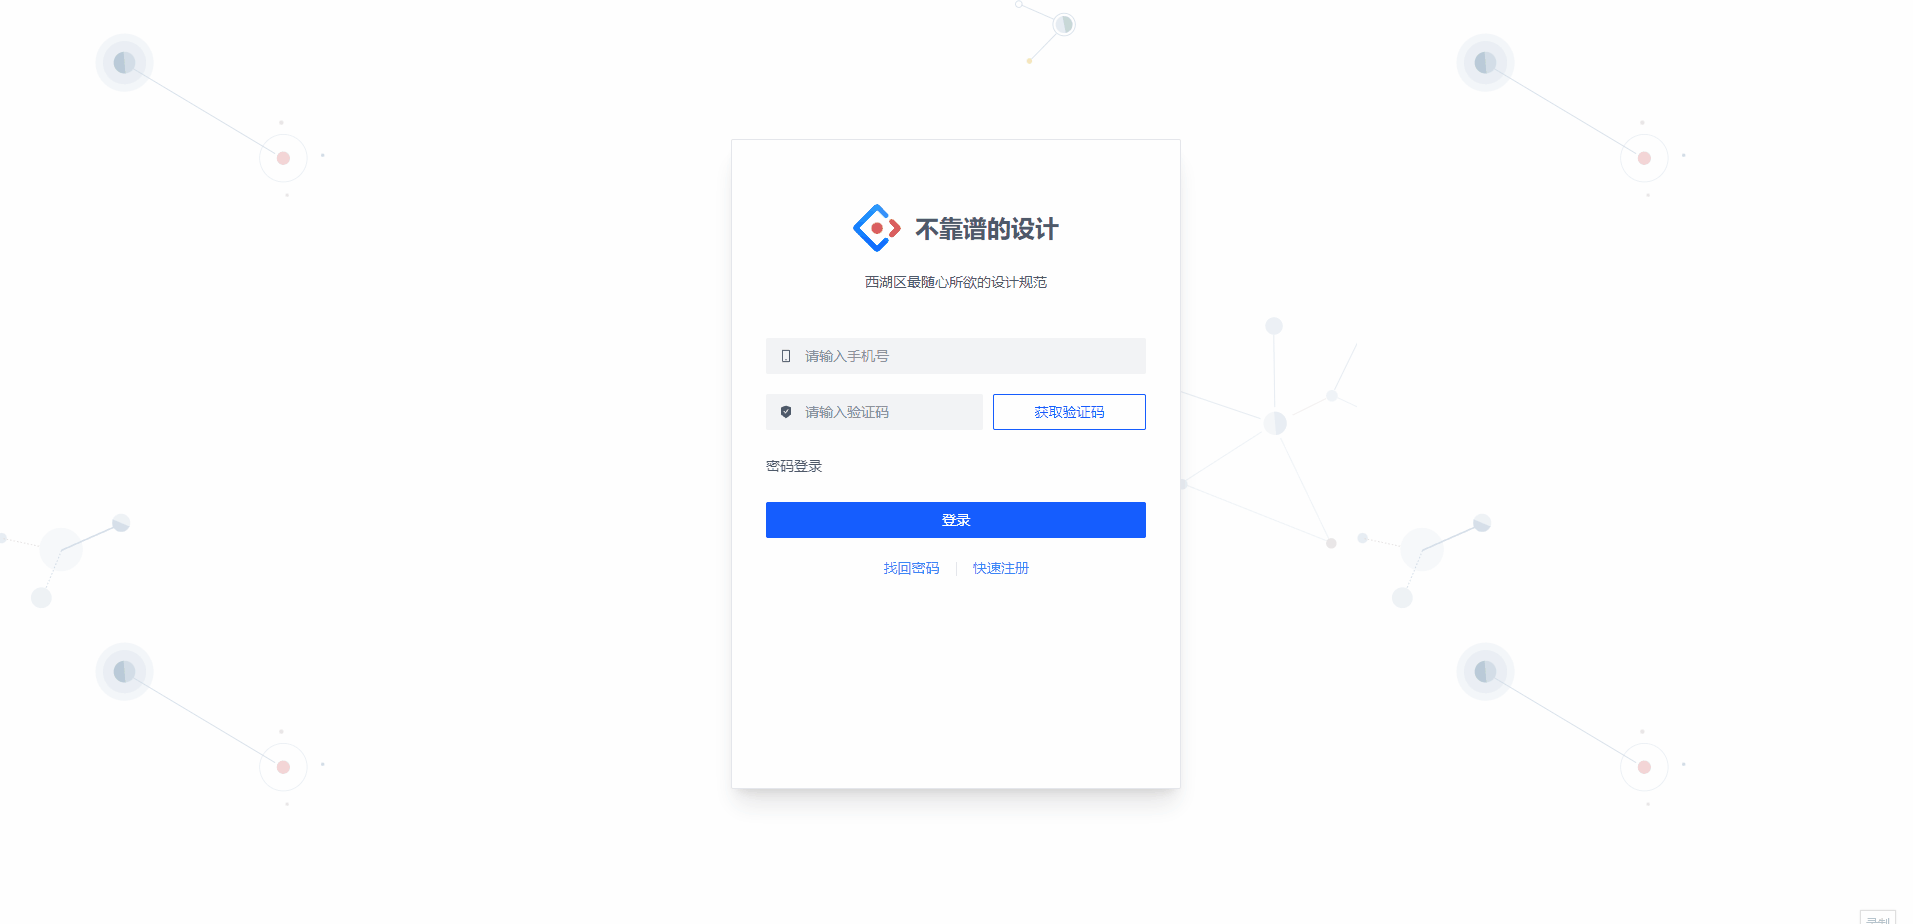 不靠谱的设计
西湖区最随心所欲的设计规范
请输入手机号
请输入验证码 获取验证码
密码登录
登录
找回密码 快速注册